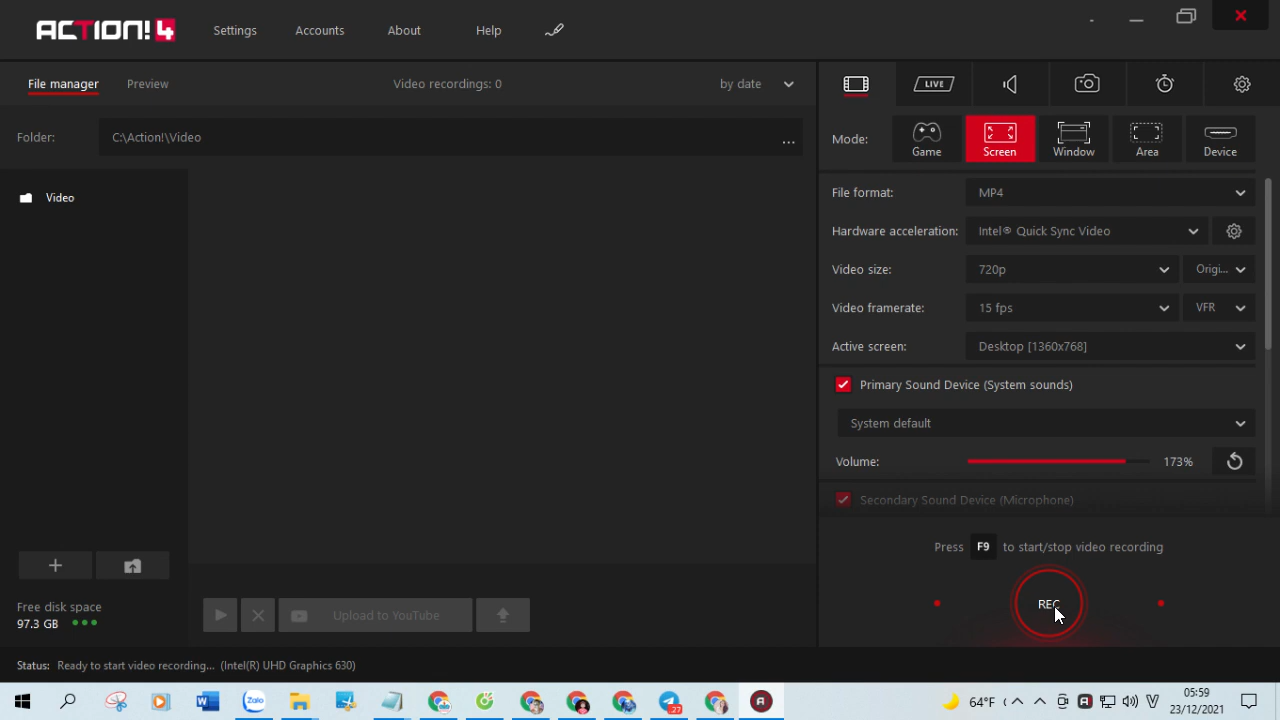 ACTION! 4
Settings Accounts About Help
File manager Preview Video recordings: 0 by date
LIVE
Folder: C:\Action!\Video ...
Mode: Game Screen Window Area Device
Video
File format: MP4
Hardware acceleration: Intel® Quick Sync Video
Video size: 720p Origi...
Video framerate: 15 fps VFR
Active screen: Desktop [1360x768]
Primary Sound Device (System sounds)
System default
Volume: 173%
Secondary Sound Device (Microphone)
Press F9 to start/stop video recording
REC
Free disk space
97.3 GB
Upload to YouTube
Status: Ready to start video recording... (Intel(R) UHD Graphics 630)
Zalo
27
64°F
05:59
23/12/2021